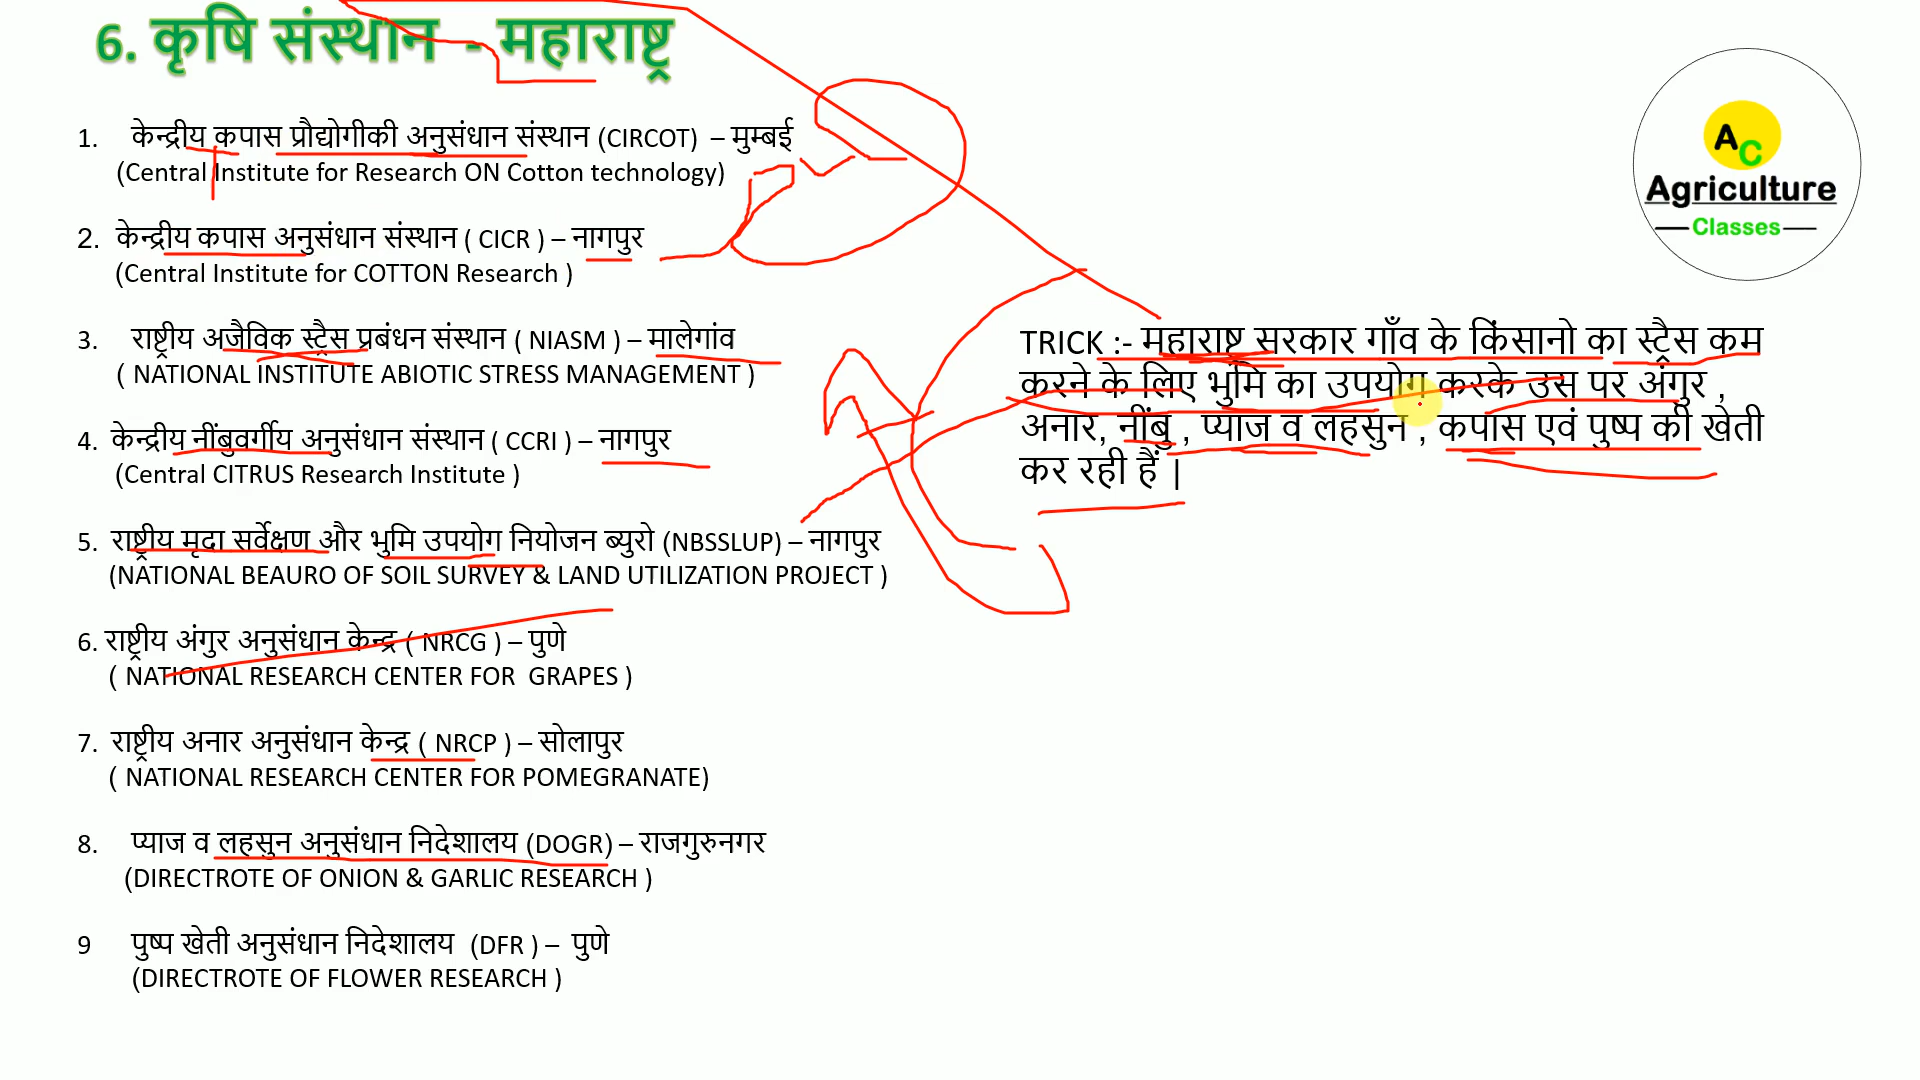 6. कृषि संस्थान - महाराष्ट्र
1. केन्द्रीय कपास प्रौद्योगीकी अनुसंधान संस्थान (CIRCOT) – मुम्बई
(Central Institute for Research ON Cotton technology)
2. केन्द्रीय कपास अनुसंधान संस्थान ( CICR ) – नागपुर
(Central Institute for COTTON Research )
3. राष्ट्रीय अजैविक स्ट्रैस प्रबंधन संस्थान ( NIASM ) – मालेगांव
( NATIONAL INSTITUTE ABIOTIC STRESS MANAGEMENT )
4. केन्द्रीय नींबुवर्गीय अनुसंधान संस्थान ( CCRI ) – नागपुर
(Central CITRUS Research Institute )
5. राष्ट्रीय मृदा सर्वेक्षण और भुमि उपयोग नियोजन ब्युरो (NBSSLUP) – नागपुर
(NATIONAL BEAURO OF SOIL SURVEY & LAND UTILIZATION PROJECT )
6. राष्ट्रीय अंगुर अनुसंधान केन्द्र ( NRCG ) – पुणे
( NATIONAL RESEARCH CENTER FOR GRAPES )
7. राष्ट्रीय अनार अनुसंधान केन्द्र ( NRCP ) – सोलापुर
( NATIONAL RESEARCH CENTER FOR POMEGRANATE)
8. प्याज व लहसुन अनुसंधान निदेशालय (DOGR) – राजगुरुनगर
(DIRECTROTE OF ONION & GARLIC RESEARCH )
9 पुष्प खेती अनुसंधान निदेशालय (DFR ) – पुणे
(DIRECTROTE OF FLOWER RESEARCH )
TRICK :- महाराष्ट्र सरकार गाँव के किंसानो का स्ट्रैस कम
करने के लिए भुमि का उपयोग करके उस पर अंगुर ,
अनार, नींबु , प्याज व लहसुन , कपास एवं पुष्प की खेती
कर रही हैं |
AC
Agriculture
Classes